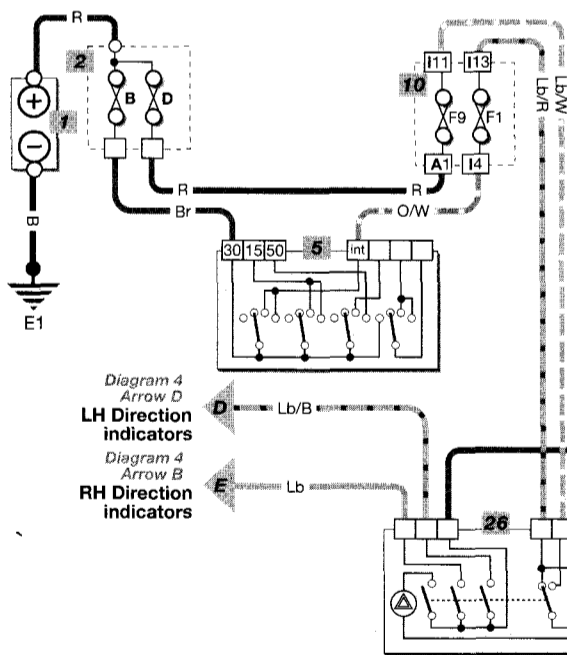 R
2
B
D
1
B
E1
R
R
Br
I11
I13
10
F9
F1
A1
I4
Lb/R
Lb/W
O/W
30
15
50
5
int
Diagram 4
Arrow D
LH Direction
indicators
D
Lb/B
Diagram 4
Arrow B
RH Direction
indicators
E
Lb
26